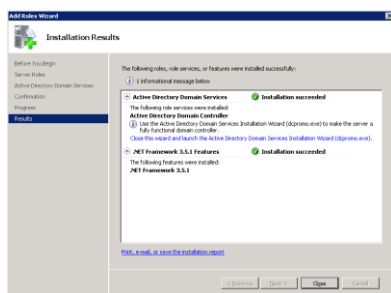 Add Roles Wizard
Installation Results
Before You Begin
Server Roles
Active Directory Domain Services
Confirmation
Progress
Results
The following roles, role services, or features were installed successfully:
1 informational message below
Active Directory Domain Services
Installation succeeded
The following role services were installed:
Active Directory Domain Controller
Use the Active Directory Domain Services Installation Wizard (dcpromo.exe) to make the server a
fully functional domain controller.
Close this wizard and launch the Active Directory Domain Services Installation Wizard (dcpromo.exe).
.NET Framework 3.5.1 Features
Installation succeeded
The following features were installed:
.NET Framework 3.5.1
Print, e-mail, or save the installation report
< Previous
Next >
Close
Cancel